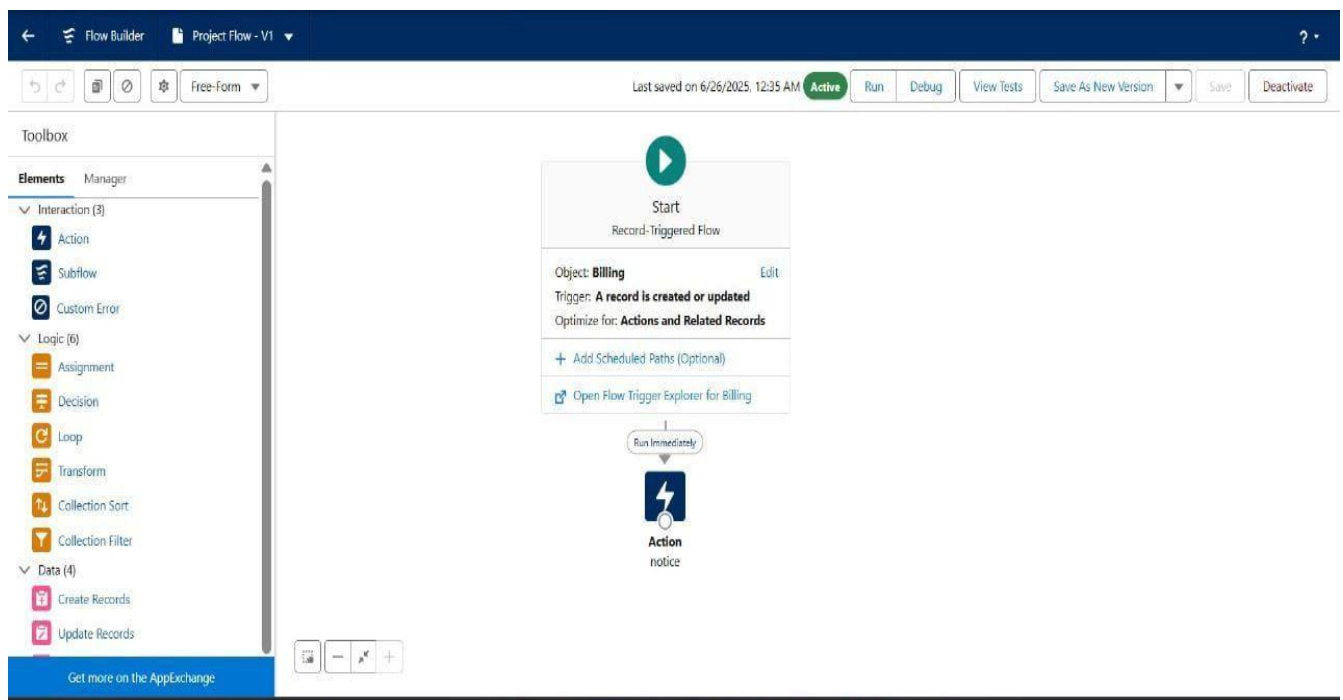 Flow Builder Project Flow - V1 ?
Free-Form Last saved on 6/26/2025, 12:35 AM Active Run Debug View Tests Save As New Version Save Deactivate
Toolbox
Elements Manager
Interaction (3)
Action
Subflow
Custom Error
Logic (6)
Assignment
Decision
Loop
Transform
Collection Sort
Collection Filter
Data (4)
Create Records
Update Records
Get more on the AppExchange
Start
Record-Triggered Flow
Object: Billing Edit
Trigger: A record is created or updated
Optimize for: Actions and Related Records
+ Add Scheduled Paths (Optional)
Open Flow Trigger Explorer for Billing
Run Immediately
Action
notice